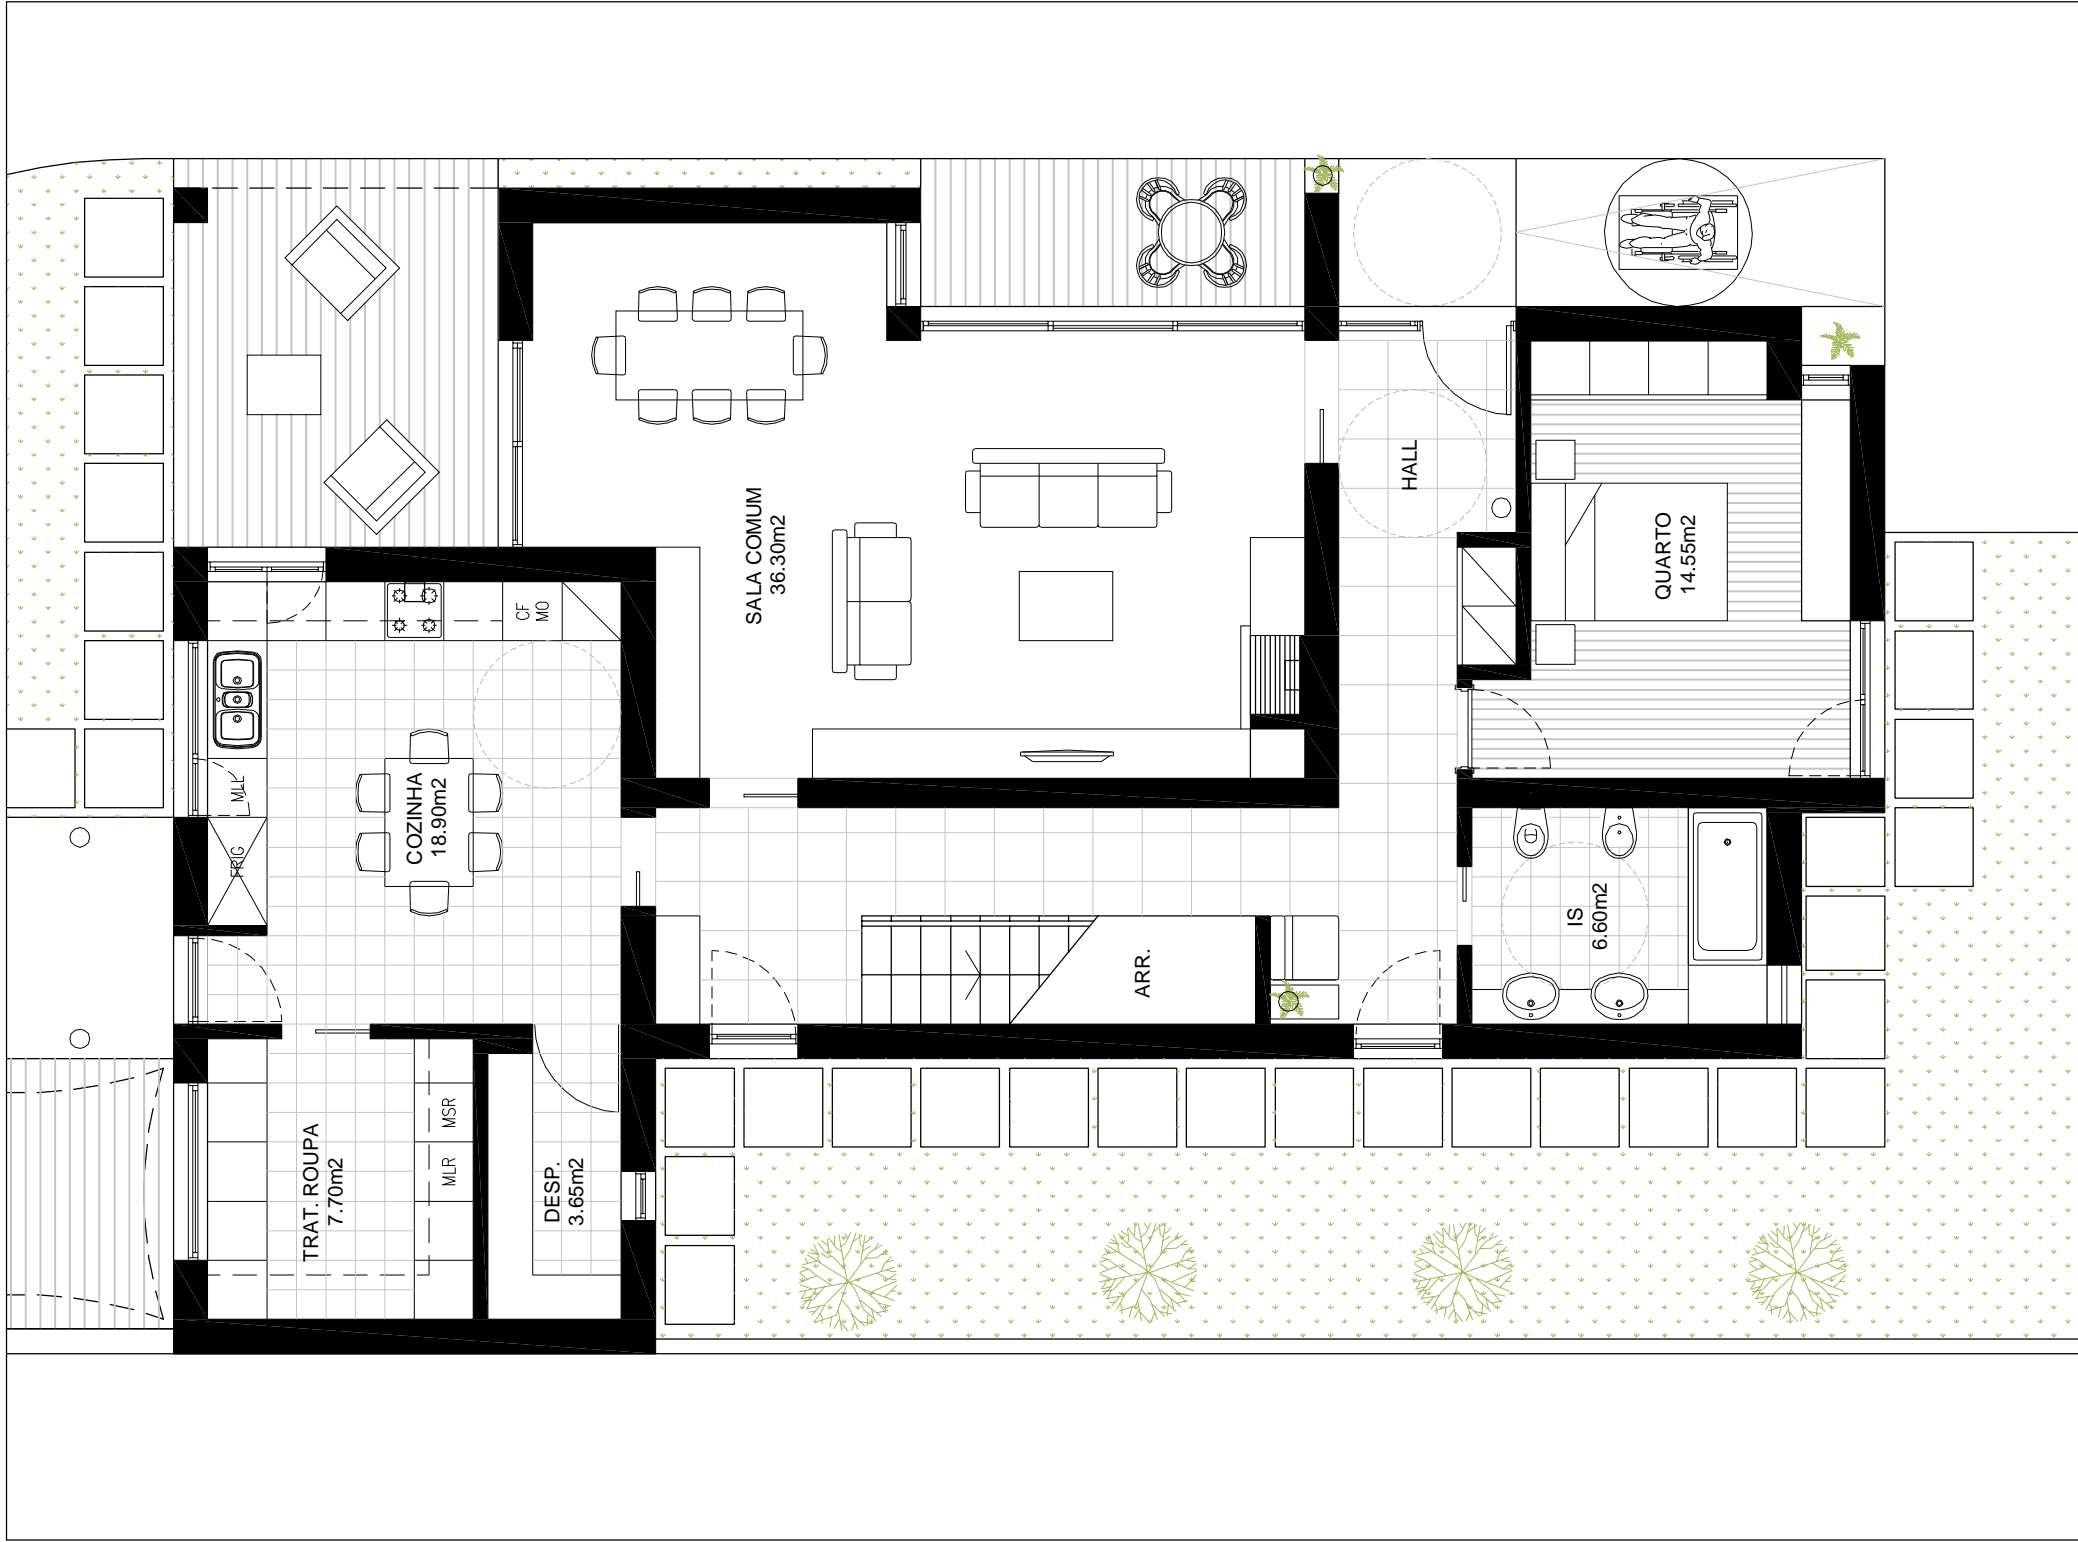 SALA COMUM
36.30m2
HALL
QUARTO
14.55m2
CF
MO
MLL
FRIG
COZINHA
18.90m2
ARR.
IS
6.60m2
TRAT. ROUPA
7.70m2
MSR
MLR
DESP.
3.65m2